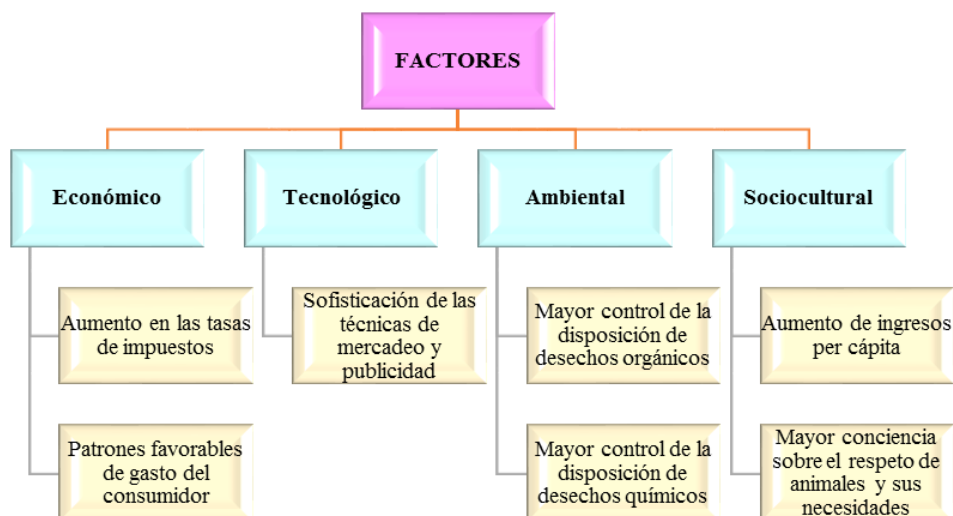 FACTORES
Económico
Tecnológico
Ambiental
Sociocultural
Aumento en las tasas
de impuestos
Sofisticación de las
técnicas de
mercadeo y
publicidad
Mayor control de la
disposición de
desechos orgánicos
Aumento de ingresos
per cápita
Patrones favorables
de gasto del
consumidor
Mayor control de la
disposición de
desechos químicos
Mayor conciencia
sobre el respeto de
animales y sus
necesidades